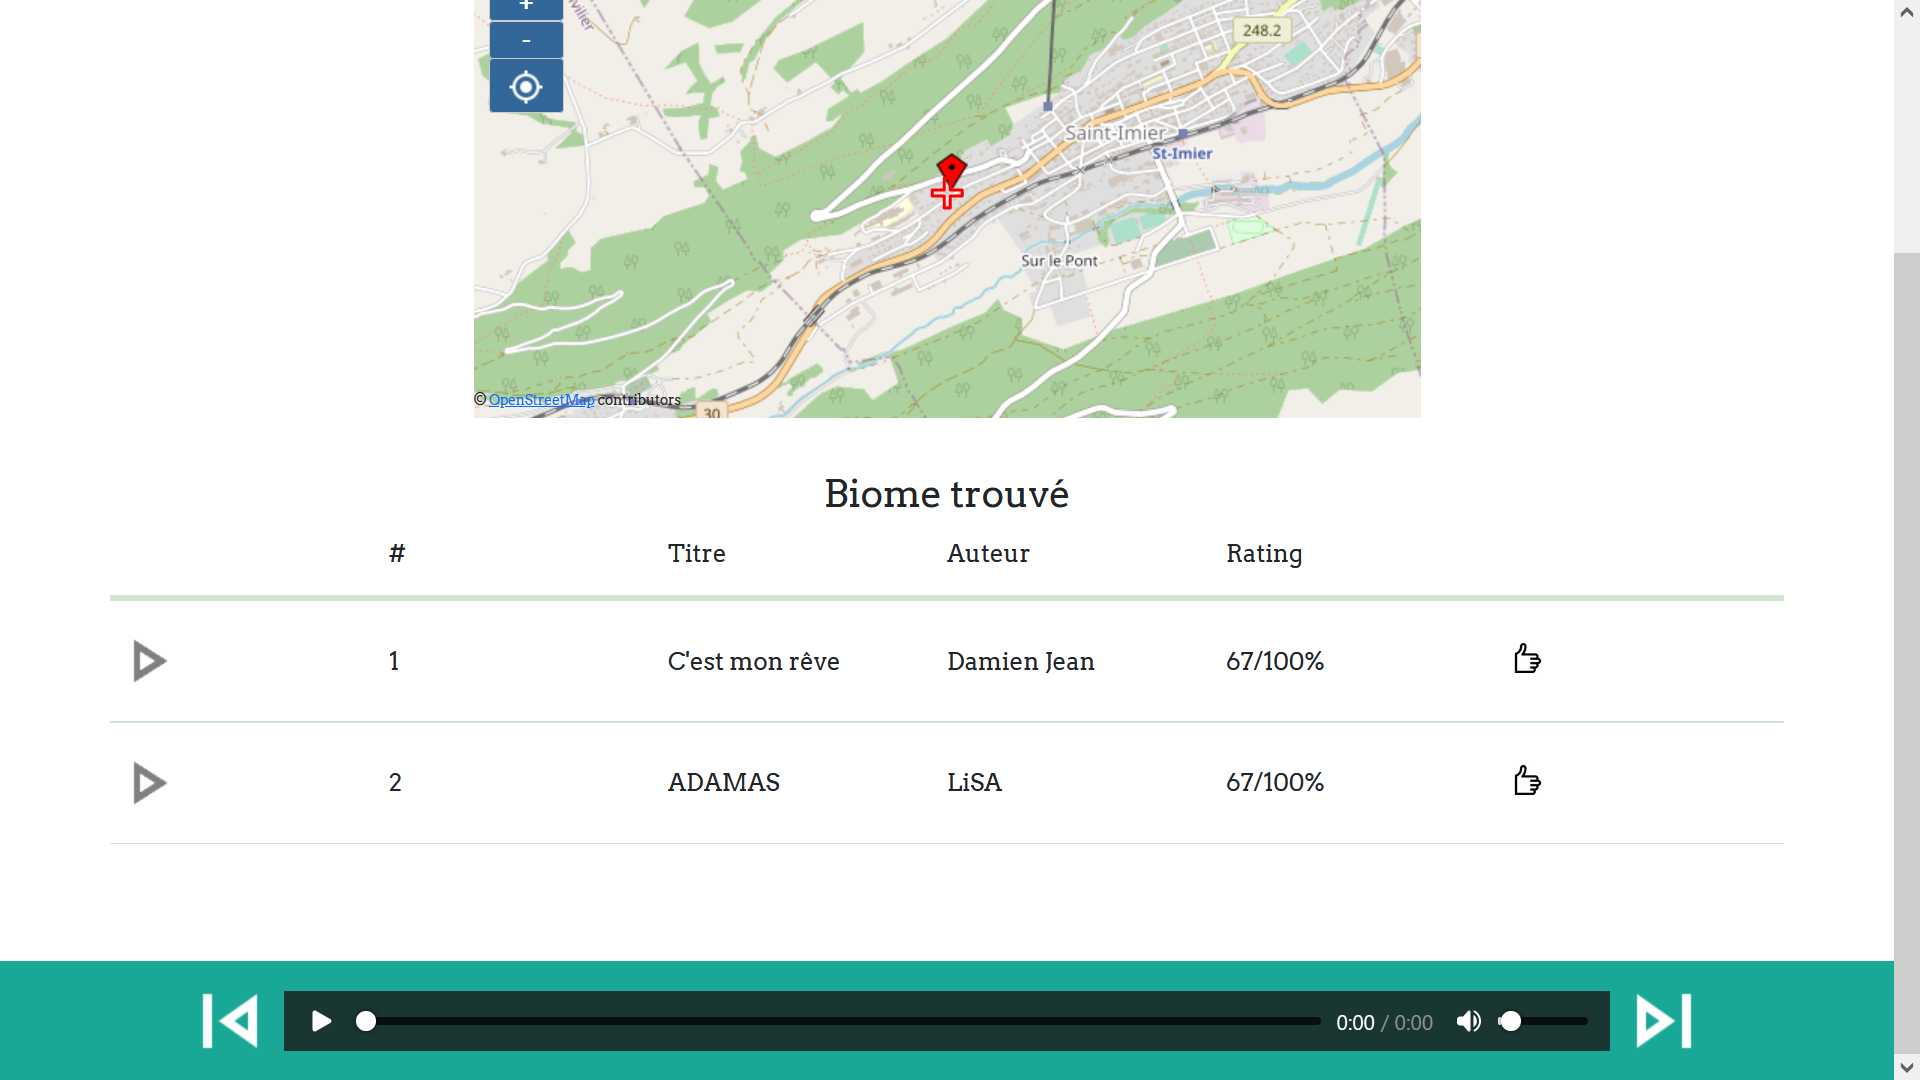 +
-
248.2
Saint-Imier
St-Imier
Sur le Pont
30
© OpenStreetMap contributors
Biome trouvé
# Titre Auteur Rating
1 C'est mon rêve Damien Jean 67/100%
2 ADAMAS LiSA 67/100%
0:00 / 0:00